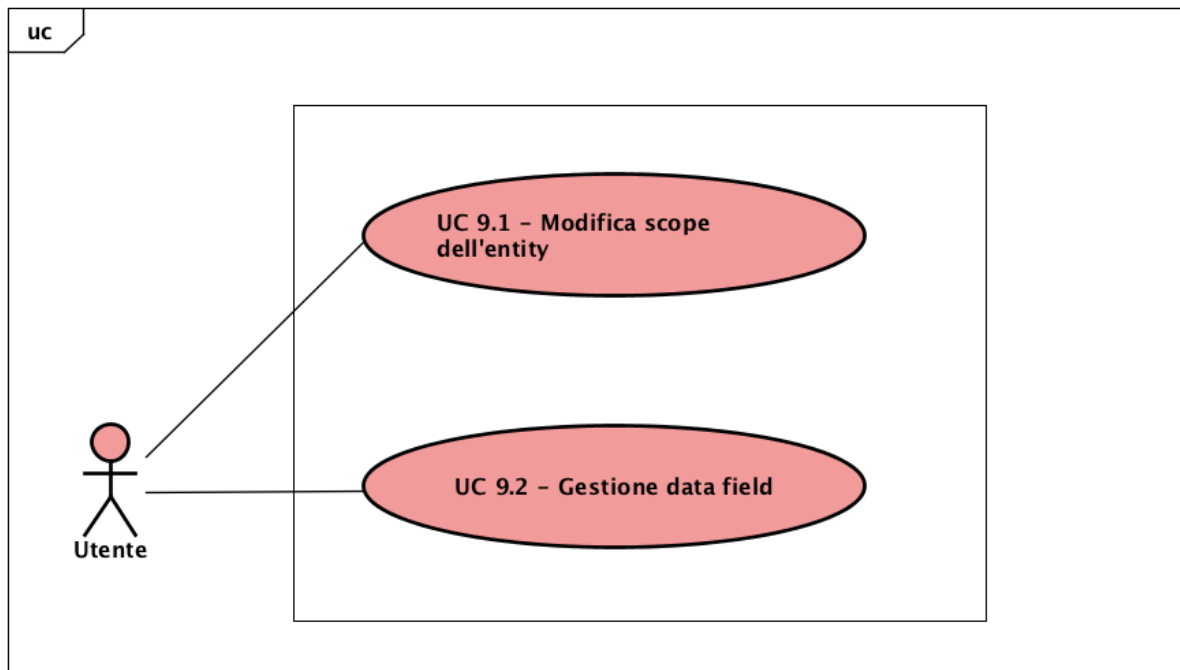 uc
UC 9.1 – Modifica scope
dell'entity
UC 9.2 – Gestione data field
Utente